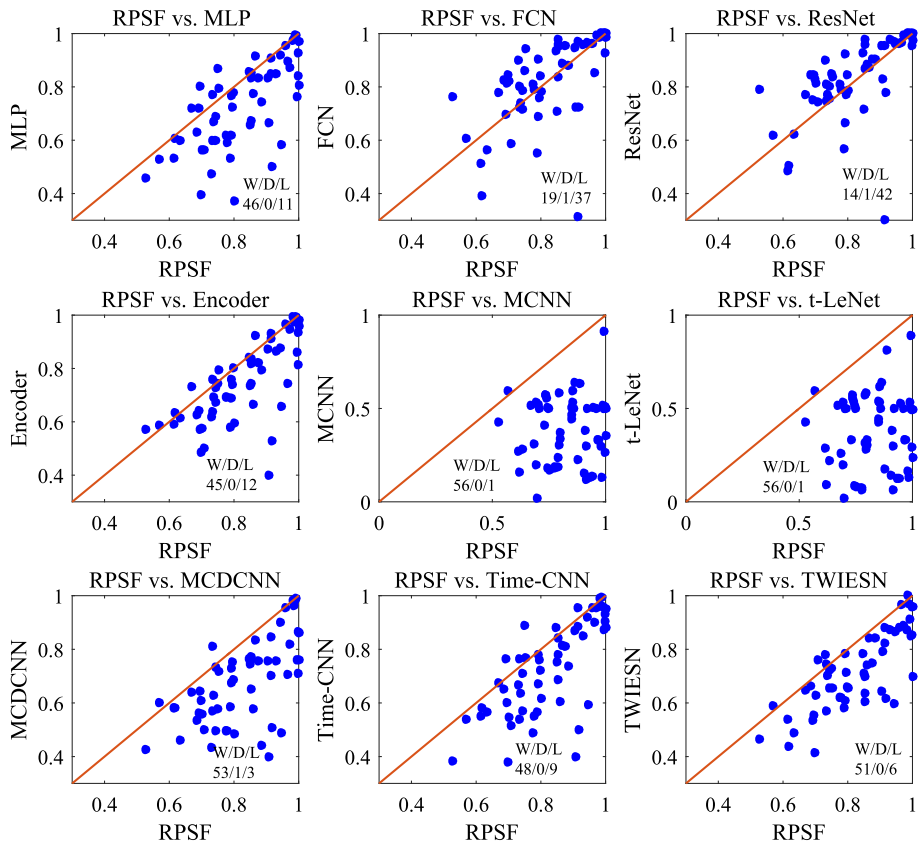 RPSF vs. MLP
1
0.8
0.6
0.4
MLP
W/D/L
46/0/11
0.4
0.6
0.8
1
RPSF
RPSF vs. FCN
1
0.8
0.6
0.4
FCN
W/D/L
19/1/37
0.4
0.6
0.8
1
RPSF
RPSF vs. ResNet
1
0.8
0.6
0.4
ResNet
W/D/L
14/1/42
0.4
0.6
0.8
1
RPSF
RPSF vs. Encoder
1
0.8
0.6
0.4
Encoder
W/D/L
45/0/12
0.4
0.6
0.8
1
RPSF
RPSF vs. MCNN
1
0.5
0
MCNN
W/D/L
56/0/1
0
0.5
1
RPSF
RPSF vs. t-LeNet
1
0.5
0
t-LeNet
W/D/L
56/0/1
0
0.5
1
RPSF
RPSF vs. MCDCNN
1
0.8
0.6
0.4
MCDCNN
W/D/L
53/1/3
0.4
0.6
0.8
1
RPSF
RPSF vs. Time-CNN
1
0.8
0.6
0.4
Time-CNN
W/D/L
48/0/9
0.4
0.6
0.8
1
RPSF
RPSF vs. TWIESN
1
0.8
0.6
0.4
TWIESN
W/D/L
51/0/6
0.4
0.6
0.8
1
RPSF